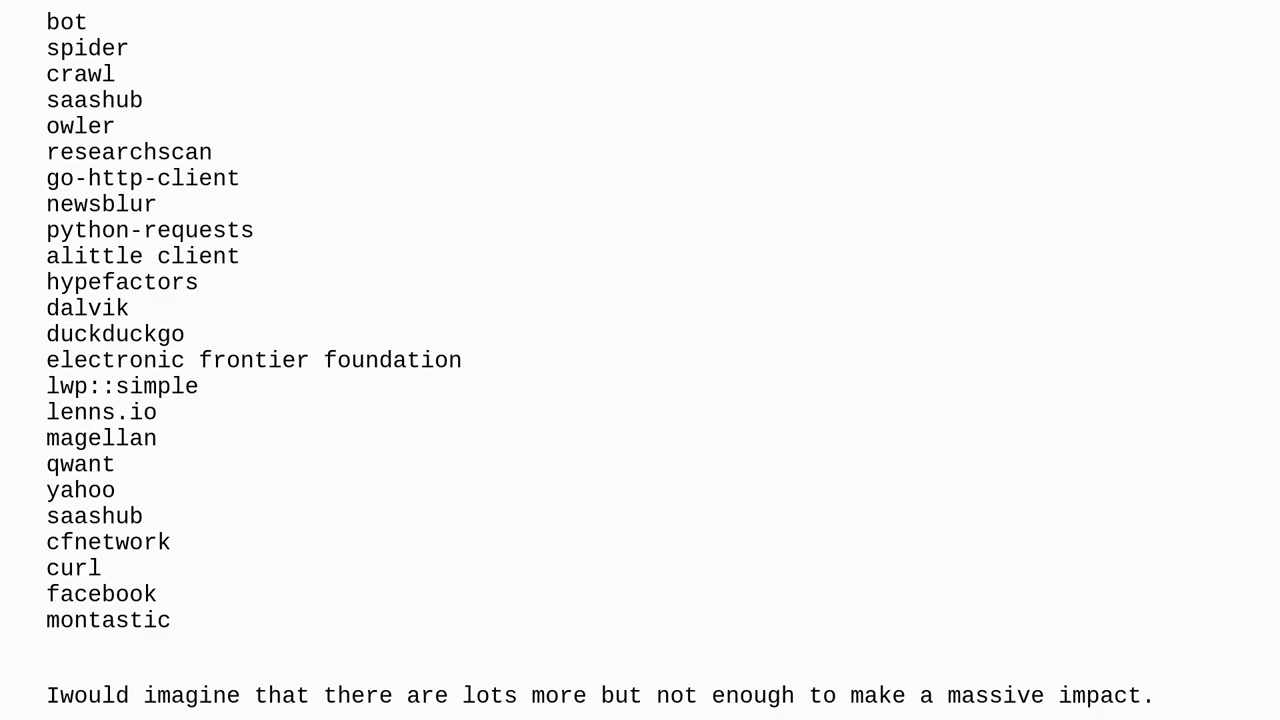 bot
spider
crawl
saashub
owler
researchscan
go-http-client
newsblur
python-requests
alittle client
hypefactors
dalvik
duckduckgo
electronic frontier foundation
lwp::simple
lenns.io
magellan
qwant
yahoo
saashub
cfnetwork
curl
facebook
montastic
Iwould imagine that there are lots more but not enough to make a massive impact.